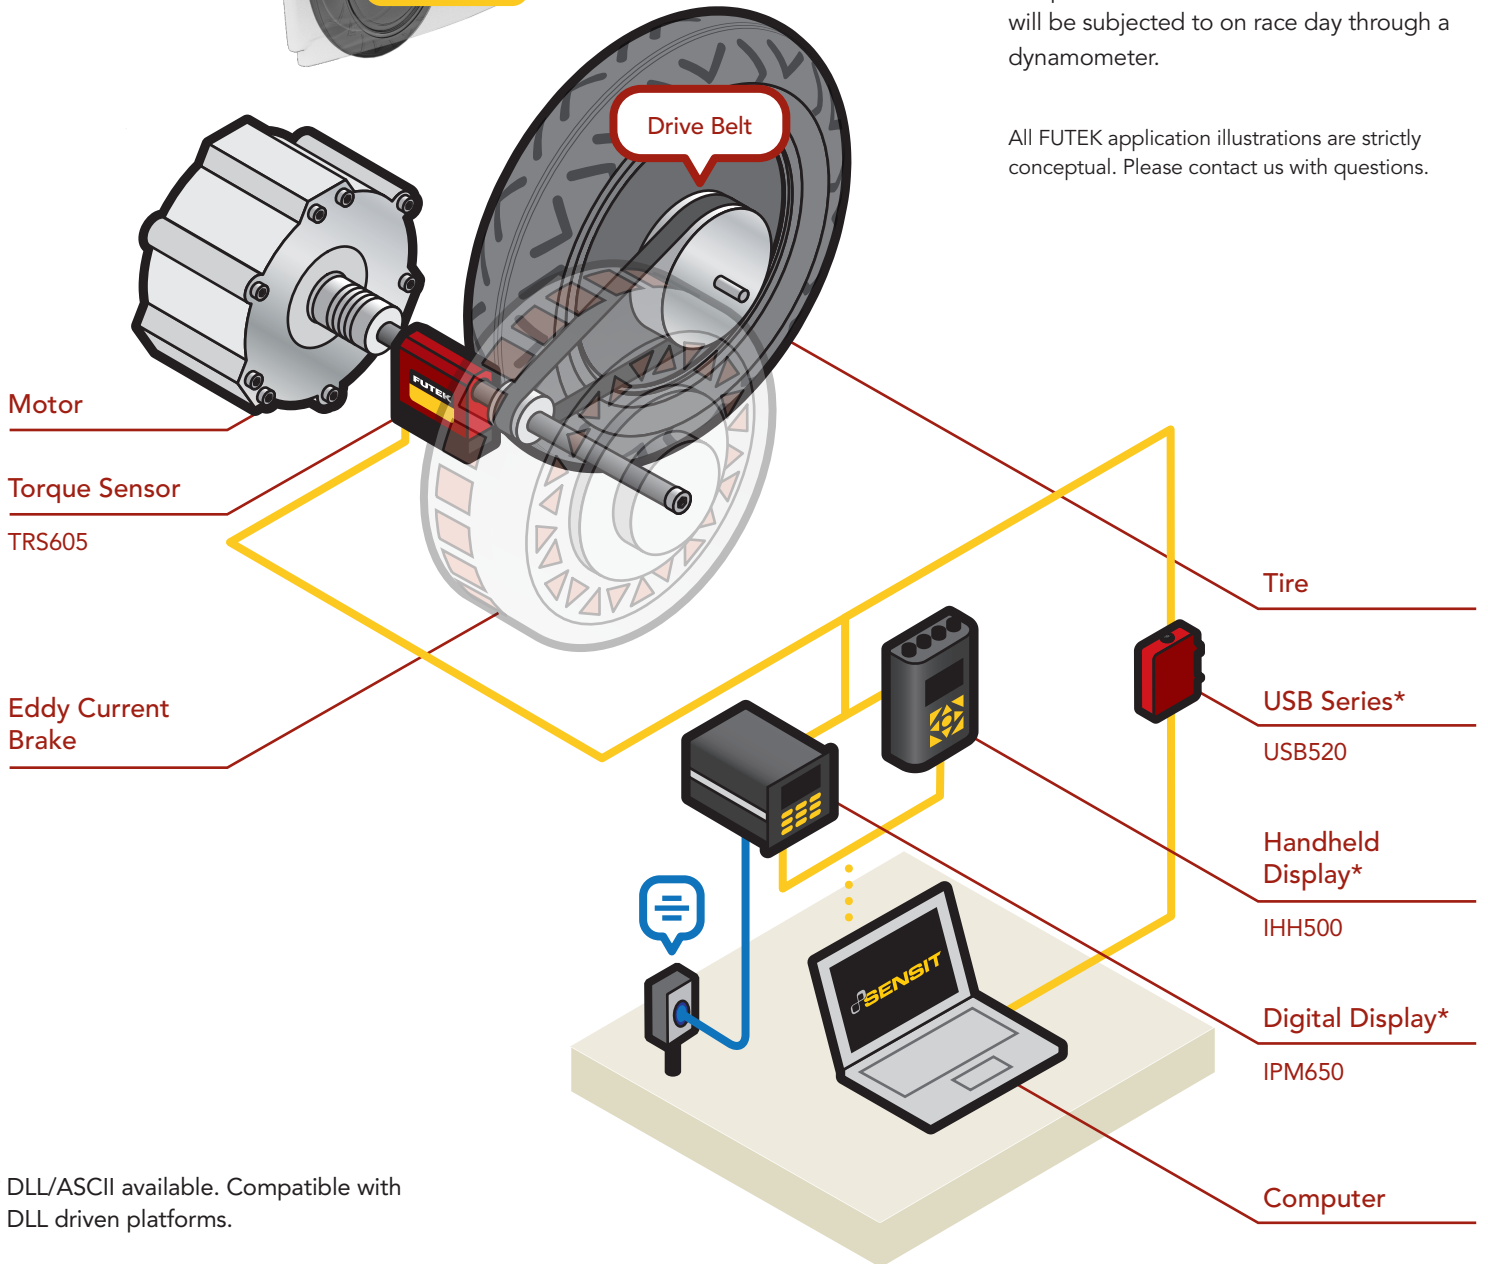 will be subjected to on race day through a
dynamometer.
All FUTEK application illustrations are strictly
conceptual. Please contact us with questions.
Drive Belt
FUTEK
Motor
Torque Sensor
TRS605
Eddy Current
Brake
Tire
USB Series*
USB520
Handheld
Display*
IHH500
Digital Display*
IPM650
Computer
SENSIT
DLL/ASCII available. Compatible with
DLL driven platforms.